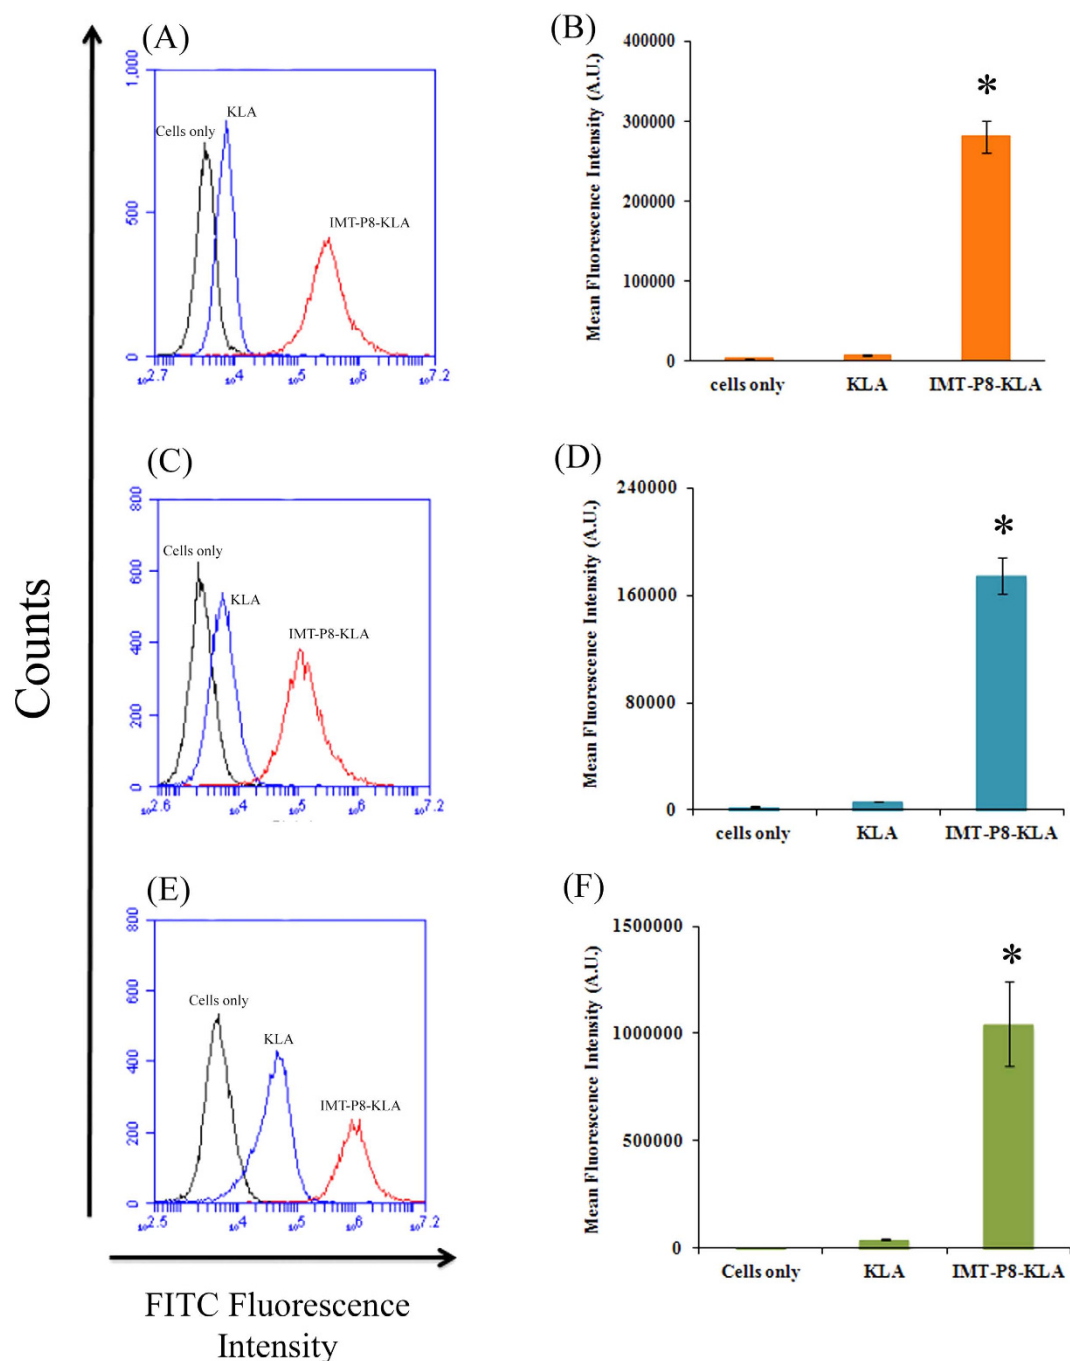 (A)
1,000
500
0
Cells only
KLA
IMT-P8-KLA
10^2.7
10^4
10^5
10^6
10^7.2
(B)
Mean Fluorescence Intensity (A.U.)
400000
300000
200000
100000
0
*
cells only
KLA
IMT-P8-KLA
Counts
(C)
800
600
400
200
0
Cells only
KLA
IMT-P8-KLA
10^2.6
10^4
10^5
10^6
10^7.2
(D)
Mean Fluorescence Intensity (A.U.)
240000
160000
80000
0
*
cells only
KLA
IMT-P8-KLA
(E)
800
600
400
200
0
Cells only
KLA
IMT-P8-KLA
10^2.5
10^4
10^5
10^6
10^7.2
(F)
Mean Fluorescence Intensity (A.U.)
1500000
1000000
500000
0
*
Cells only
KLA
IMT-P8-KLA
FITC Fluorescence
Intensity